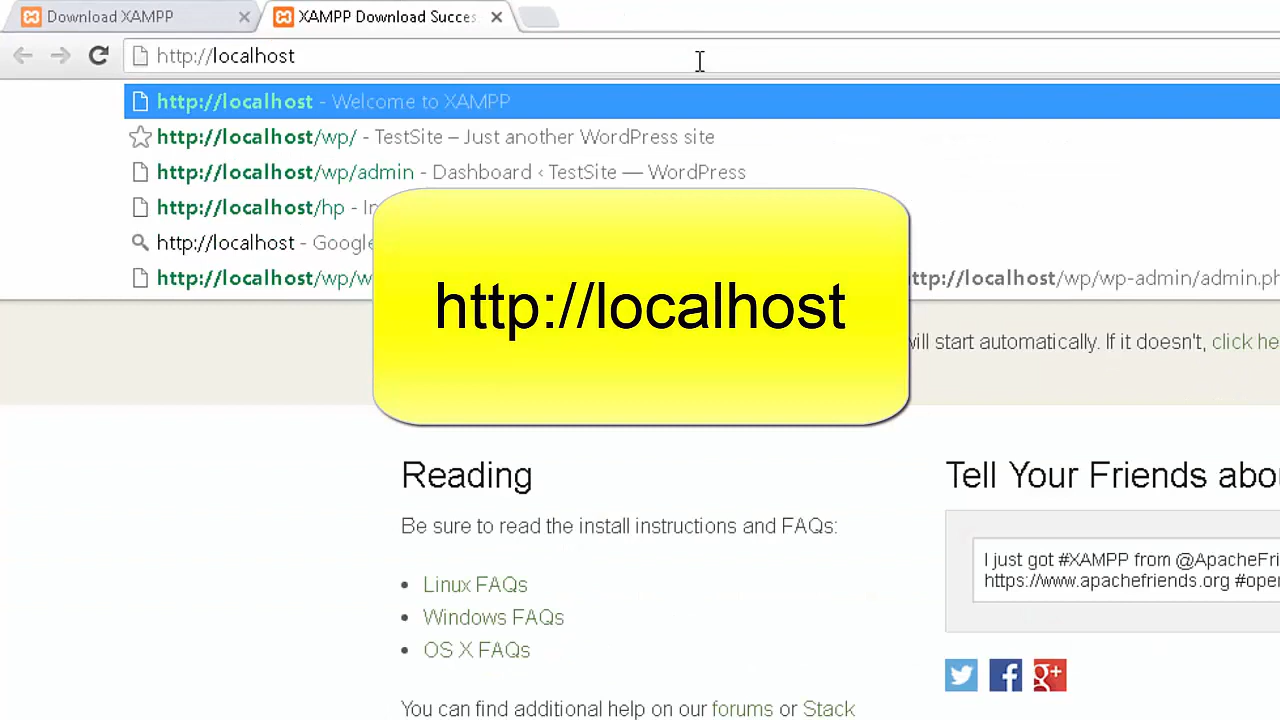 Download XAMPP
XAMPP Download Succes
http://localhost
http://localhost - Welcome to XAMPP
http://localhost/wp/ - TestSite – Just another WordPress site
http://localhost/wp/admin - Dashboard ‹ TestSite — WordPress
http://localhost/hp -
http://localhost - Google
http://localhost/wp/w
http://localhost/wp/wp-admin/admin.ph
http://localhost
will start automatically. If it doesn't, click he
Reading
Be sure to read the install instructions and FAQs:
• Linux FAQs
• Windows FAQs
• OS X FAQs
You can find additional help on our forums or Stack
Tell Your Friends abo
I just got #XAMPP from @ApacheFri
https://www.apachefriends.org #ope